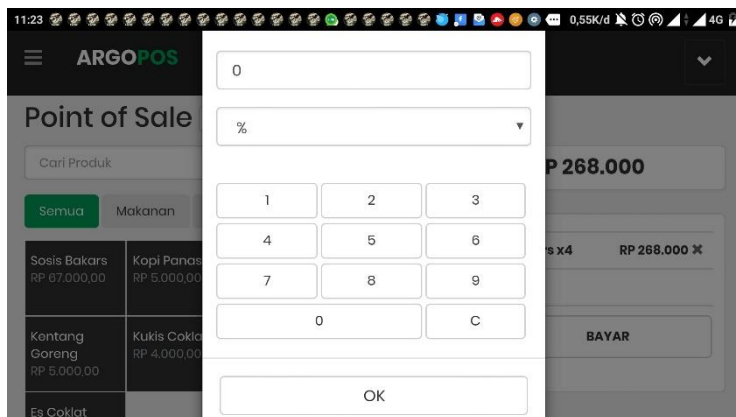 11:23
0,55K/d
4G
ARGOPOS
0
%
Point of Sale
Cari Produk
P 268.000
Semua
Makanan
1 2 3
4 5 6
7 8 9
0 C
OK
Sosis Bakars
RP 67.000,00
Kopi Panas
RP 5.000,00
s x4
RP 268.000
Kentang
Goreng
RP 5.000,00
Kukis Cokla
RP 4.000,00
BAYAR
Es Coklat